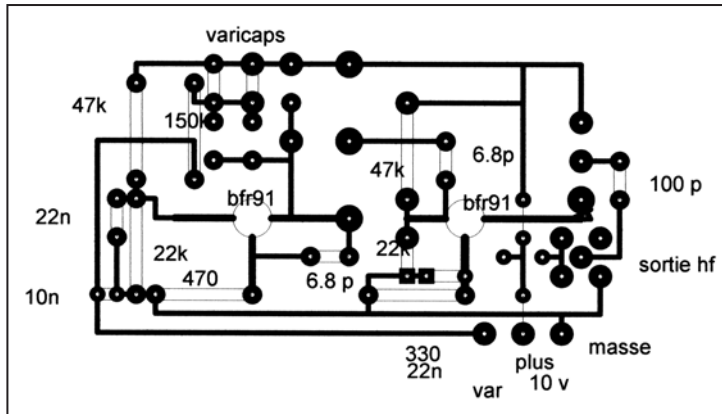 varicaps
47k
150k
6.8p
47k
100 p
bfr91
bfr91
22n
22k
22k
sortie hf
470
6.8 p
10n
330
22n
masse
plus
10 v
var